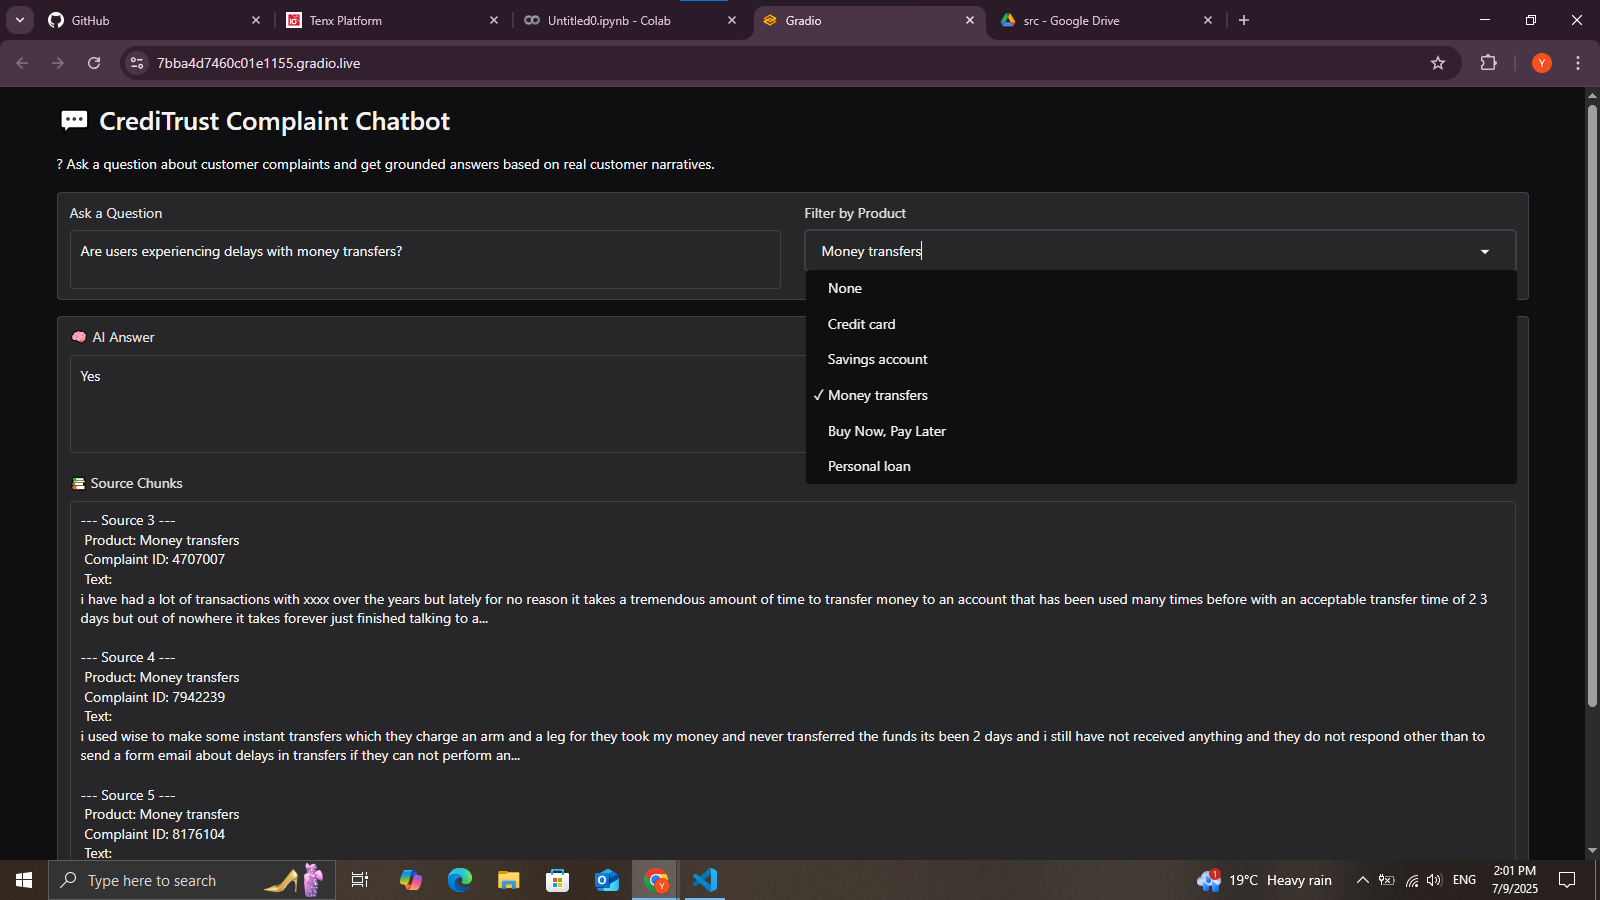 GitHub
Tenx Platform
Untitled0.ipynb - Colab
Gradio
src - Google Drive
7bba4d7460c01e1155.gradio.live
Y
CrediTrust Complaint Chatbot
? Ask a question about customer complaints and get grounded answers based on real customer narratives.
Ask a Question
Are users experiencing delays with money transfers?
Filter by Product
Money transfers
None
Credit card
Savings account
✓ Money transfers
Buy Now, Pay Later
Personal loan
AI Answer
Yes
Source Chunks
--- Source 3 ---
Product: Money transfers
Complaint ID: 4707007
Text:
i have had a lot of transactions with xxxx over the years but lately for no reason it takes a tremendous amount of time to transfer money to an account that has been used many times before with an acceptable transfer time of 2 3
days but out of nowhere it takes forever just finished talking to a...
--- Source 4 ---
Product: Money transfers
Complaint ID: 7942239
Text:
i used wise to make some instant transfers which they charge an arm and a leg for they took my money and never transferred the funds its been 2 days and i still have not received anything and they do not respond other than to
send a form email about delays in transfers if they can not perform an...
--- Source 5 ---
Product: Money transfers
Complaint ID: 8176104
Text:
Type here to search
Y
1
19°C Heavy rain
ENG
2:01 PM
7/9/2025